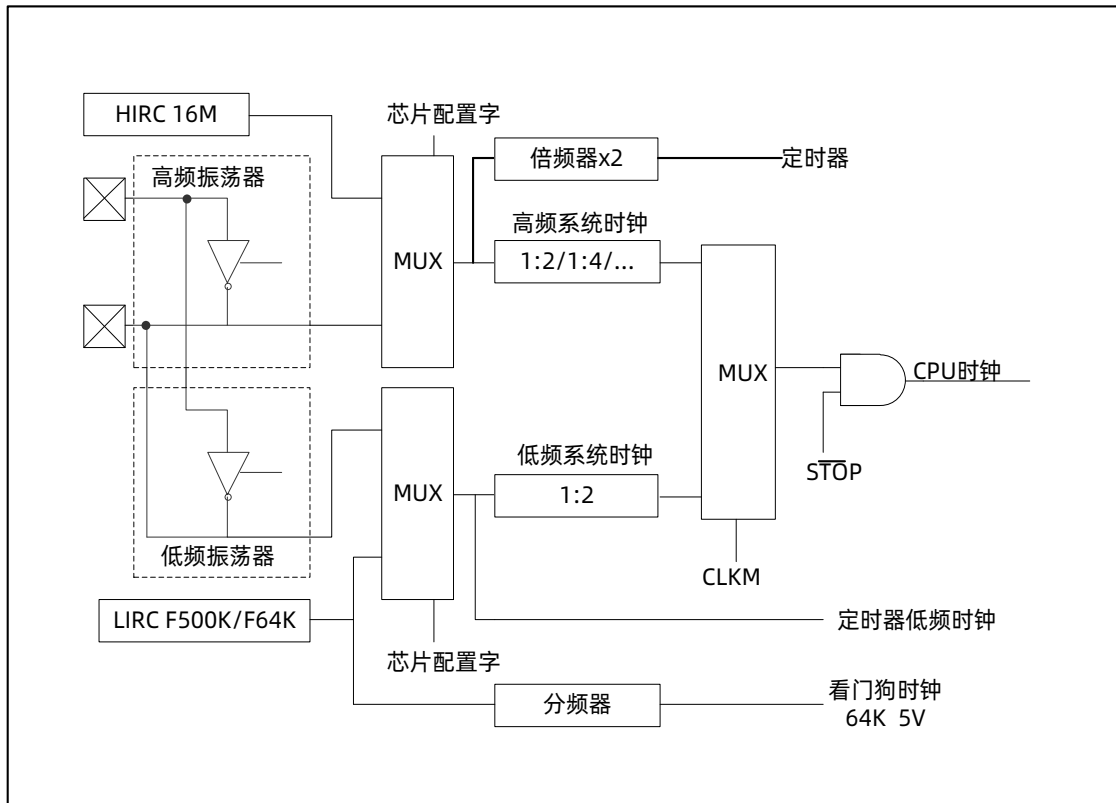 HIRC 16M
芯片配置字
高频振荡器
倍频器x2
定时器
高频系统时钟
MUX
1:2/1:4/...
MUX
CPU时钟
STOP
低频系统时钟
MUX
1:2
低频振荡器
CLKM
LIRC F500K/F64K
定时器低频时钟
芯片配置字
分频器
看门狗时钟
64K 5V